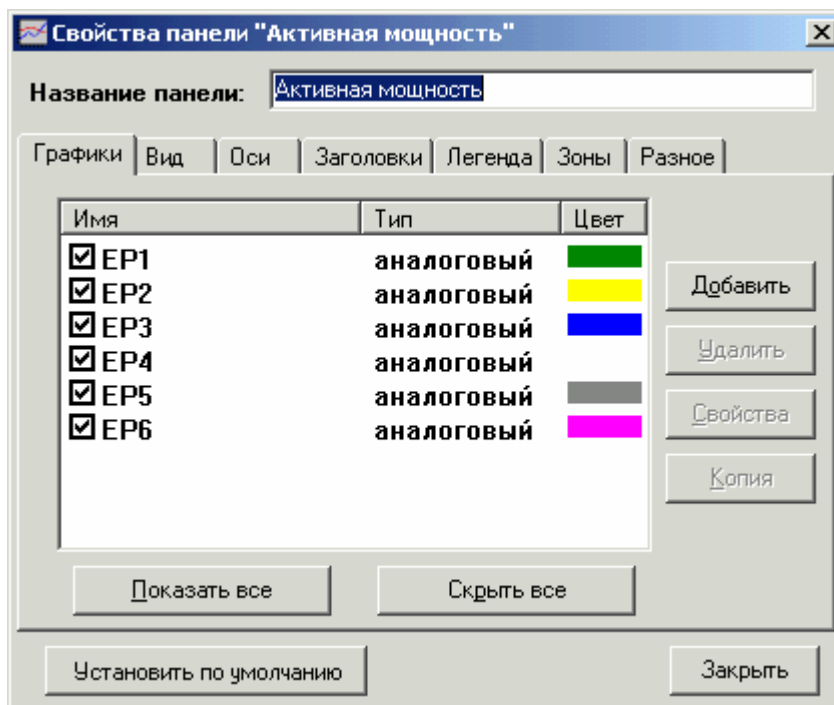 Свойства панели "Активная мощность"
Название панели: Активная мощность
Графики Вид Оси Заголовки Легенда Зоны Разное
Имя Тип Цвет
EP1 аналоговый
EP2 аналоговый
EP3 аналоговый
EP4 аналоговый
EP5 аналоговый
EP6 аналоговый
Добавить
Удалить
Свойства
Копия
Показать все Скрыть все
Установить по умолчанию Закрыть